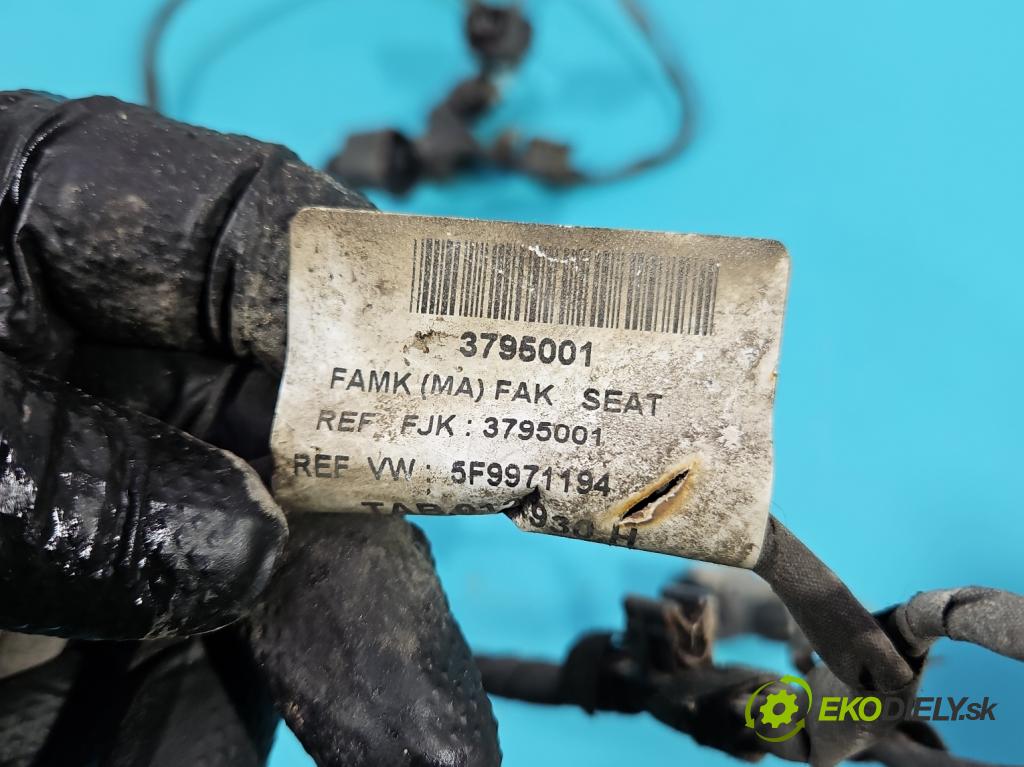 3795001
FAMK (MA) FAK SEAT
REF FJK : 3795001
REF VW : 5F9971194
EKODIELY.sk